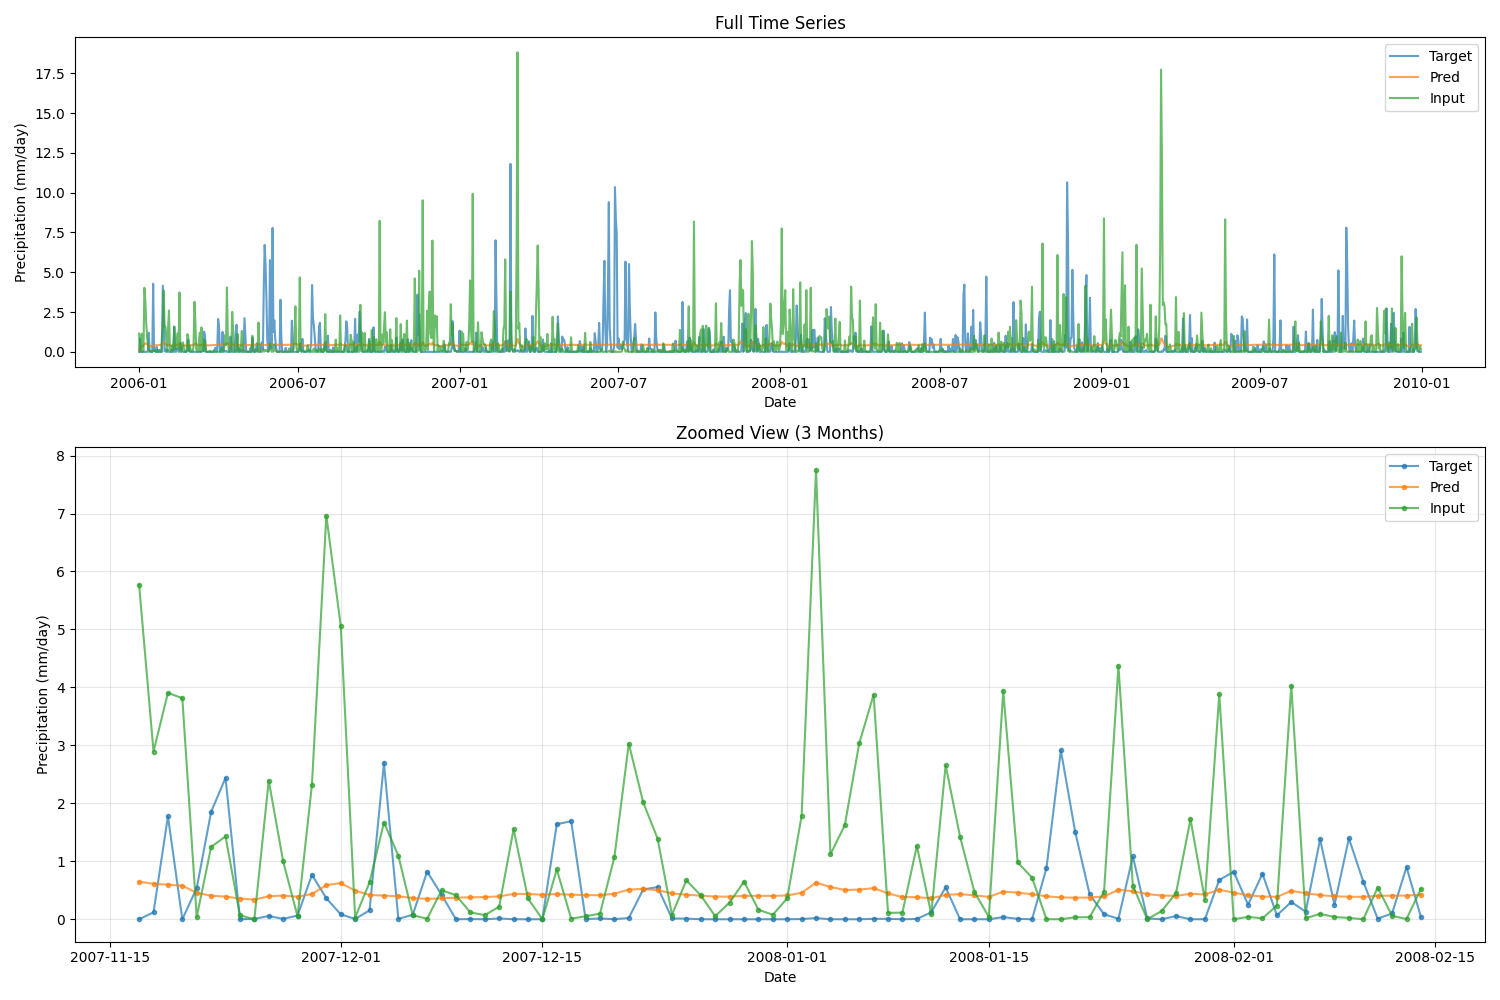 Full Time Series
Precipitation (mm/day)
17.5
15.0
12.5
10.0
7.5
5.0
2.5
0.0
Target
Pred
Input
2006-01
2006-07
2007-01
2007-07
2008-01
2008-07
2009-01
2009-07
2010-01
Date
Zoomed View (3 Months)
Precipitation (mm/day)
8
7
6
5
4
3
2
1
0
Target
Pred
Input
2007-11-15
2007-12-01
2007-12-15
2008-01-01
2008-01-15
2008-02-01
2008-02-15
Date